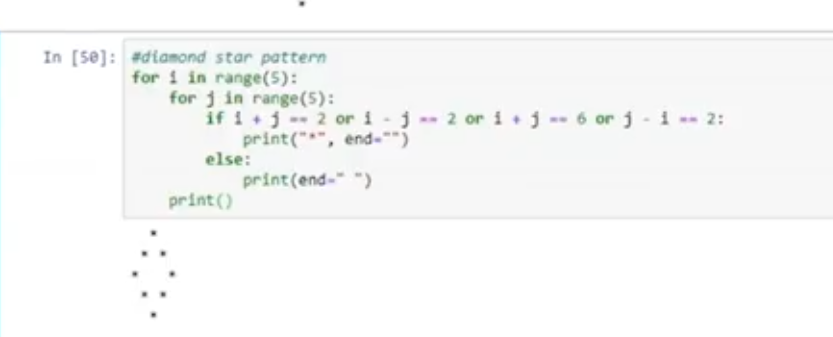 In [50]: #diamond star pattern
for i in range(5):
    for j in range(5):
        if i + j == 2 or i - j == 2 or i + j == 6 or j - i == 2:
            print("*", end="")
        else:
            print(end=" ")
    print()
  *
 * *
*   *
 * *
  *